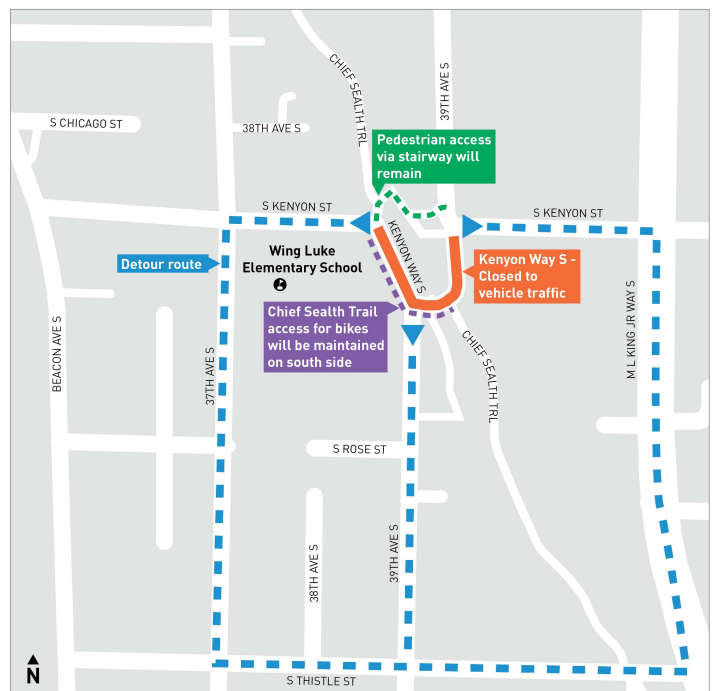 CHIEF SEALTH TRL
39TH AVE S
S CHICAGO ST
38TH AVE S
Pedestrian access
via stairway will
remain
S KENYON ST
S KENYON ST
KENYON WAY S
Wing Luke
Elementary School
Detour route
Kenyon Way S -
Closed to
vehicle traffic
Chief Sealth Trail
access for bikes
will be maintained
on south side
BEACON AVE S
37TH AVE S
CHIEF SEALTH TRL
M L KING JR WAY S
S ROSE ST
38TH AVE S
39TH AVE S
N
S THISTLE ST